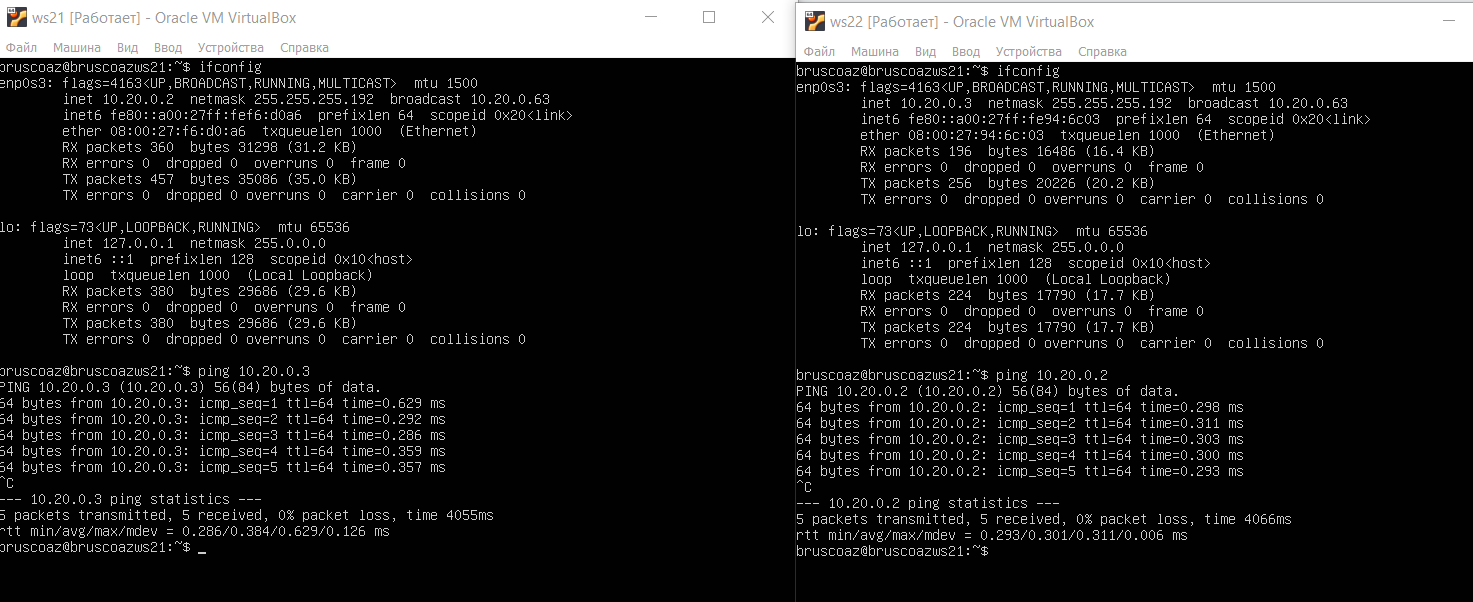 ws21 [Работает] - Oracle VM VirtualBox
Файл Машина Вид Ввод Устройства Справка
bruscoaz@bruscoazws21:~$ ifconfig
enp0s3: flags=4163<UP,BROADCAST,RUNNING,MULTICAST>  mtu 1500
        inet 10.20.0.2  netmask 255.255.255.192  broadcast 10.20.0.63
        inet6 fe80::a00:27ff:fef6:d0a6  prefixlen 64  scopeid 0x20<link>
        ether 08:00:27:f6:d0:a6  txqueuelen 1000  (Ethernet)
        RX packets 360  bytes 31298 (31.2 KB)
        RX errors 0  dropped 0  overruns 0  frame 0
        TX packets 457  bytes 35086 (35.0 KB)
        TX errors 0  dropped 0 overruns 0  carrier 0  collisions 0
lo: flags=73<UP,LOOPBACK,RUNNING>  mtu 65536
        inet 127.0.0.1  netmask 255.0.0.0
        inet6 ::1  prefixlen 128  scopeid 0x10<host>
        loop  txqueuelen 1000  (Local Loopback)
        RX packets 380  bytes 29686 (29.6 KB)
        RX errors 0  dropped 0  overruns 0  frame 0
        TX packets 380  bytes 29686 (29.6 KB)
        TX errors 0  dropped 0 overruns 0  carrier 0  collisions 0
bruscoaz@bruscoazws21:~$ ping 10.20.0.3
PING 10.20.0.3 (10.20.0.3) 56(84) bytes of data.
64 bytes from 10.20.0.3: icmp_seq=1 ttl=64 time=0.629 ms
64 bytes from 10.20.0.3: icmp_seq=2 ttl=64 time=0.292 ms
64 bytes from 10.20.0.3: icmp_seq=3 ttl=64 time=0.286 ms
64 bytes from 10.20.0.3: icmp_seq=4 ttl=64 time=0.359 ms
64 bytes from 10.20.0.3: icmp_seq=5 ttl=64 time=0.357 ms
^C
--- 10.20.0.3 ping statistics ---
5 packets transmitted, 5 received, 0% packet loss, time 4055ms
rtt min/avg/max/mdev = 0.286/0.384/0.629/0.126 ms
bruscoaz@bruscoazws21:~$ _
ws22 [Работает] - Oracle VM VirtualBox
Файл Машина Вид Ввод Устройства Справка
bruscoaz@bruscoazws21:~$ ifconfig
enp0s3: flags=4163<UP,BROADCAST,RUNNING,MULTICAST>  mtu 1500
        inet 10.20.0.3  netmask 255.255.255.192  broadcast 10.20.0.63
        inet6 fe80::a00:27ff:fe94:6c03  prefixlen 64  scopeid 0x20<link>
        ether 08:00:27:94:6c:03  txqueuelen 1000  (Ethernet)
        RX packets 196  bytes 16486 (16.4 KB)
        RX errors 0  dropped 0  overruns 0  frame 0
        TX packets 256  bytes 20226 (20.2 KB)
        TX errors 0  dropped 0 overruns 0  carrier 0  collisions 0
lo: flags=73<UP,LOOPBACK,RUNNING>  mtu 65536
        inet 127.0.0.1  netmask 255.0.0.0
        inet6 ::1  prefixlen 128  scopeid 0x10<host>
        loop  txqueuelen 1000  (Local Loopback)
        RX packets 224  bytes 17790 (17.7 KB)
        RX errors 0  dropped 0  overruns 0  frame 0
        TX packets 224  bytes 17790 (17.7 KB)
        TX errors 0  dropped 0 overruns 0  carrier 0  collisions 0
bruscoaz@bruscoazws21:~$ ping 10.20.0.2
PING 10.20.0.2 (10.20.0.2) 56(84) bytes of data.
64 bytes from 10.20.0.2: icmp_seq=1 ttl=64 time=0.298 ms
64 bytes from 10.20.0.2: icmp_seq=2 ttl=64 time=0.311 ms
64 bytes from 10.20.0.2: icmp_seq=3 ttl=64 time=0.303 ms
64 bytes from 10.20.0.2: icmp_seq=4 ttl=64 time=0.300 ms
64 bytes from 10.20.0.2: icmp_seq=5 ttl=64 time=0.293 ms
^C
--- 10.20.0.2 ping statistics ---
5 packets transmitted, 5 received, 0% packet loss, time 4066ms
rtt min/avg/max/mdev = 0.293/0.301/0.311/0.006 ms
bruscoaz@bruscoazws21:~$